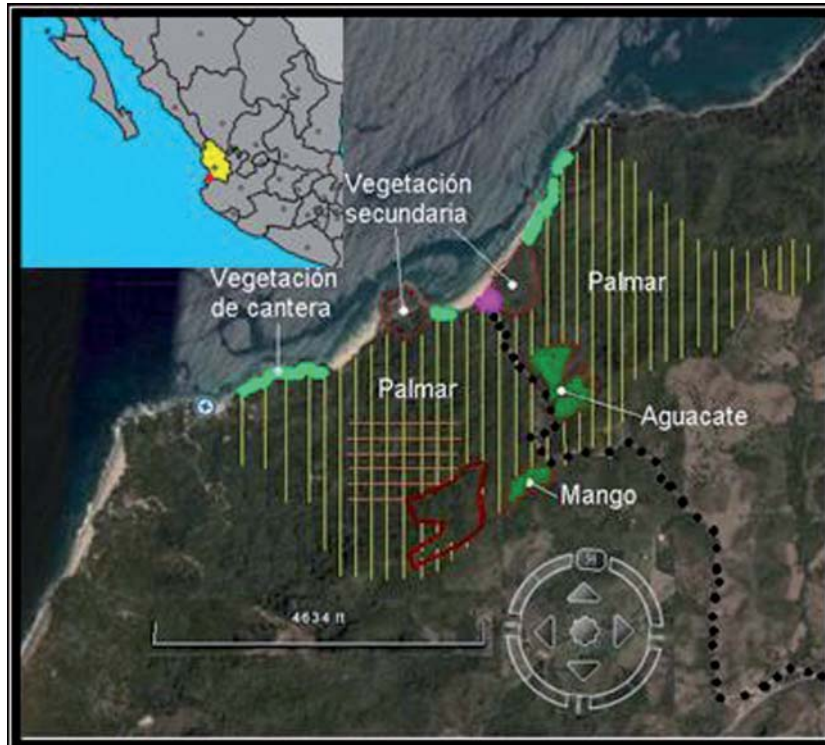 Vegetación
secundaria
Vegetación
de cantera
Palmar
Palmar
Aguacate
Mango
4634 ft